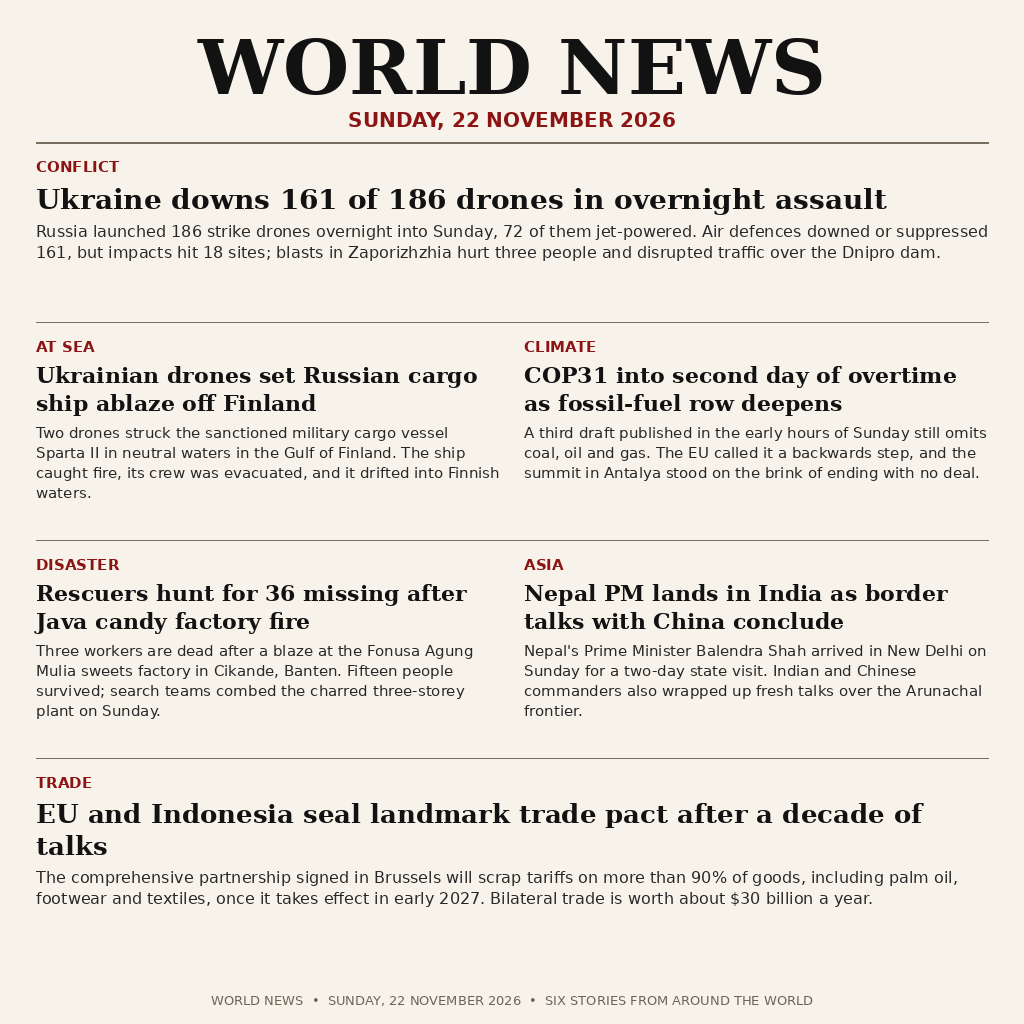 WORLD NEWS
SUNDAY, 22 NOVEMBER 2026
CONFLICT
Ukraine downs 161 of 186 drones in overnight assault
Russia launched 186 strike drones overnight into Sunday, 72 of them jet-powered. Air defences downed or suppressed
161, but impacts hit 18 sites; blasts in Zaporizhzhia hurt three people and disrupted traffic over the Dnipro dam.
AT SEA
Ukrainian drones set Russian cargo
ship ablaze off Finland
Two drones struck the sanctioned military cargo vessel
Sparta II in neutral waters in the Gulf of Finland. The ship
caught fire, its crew was evacuated, and it drifted into Finnish
waters.
CLIMATE
COP31 into second day of overtime
as fossil-fuel row deepens
A third draft published in the early hours of Sunday still omits
coal, oil and gas. The EU called it a backwards step, and the
summit in Antalya stood on the brink of ending with no deal.
DISASTER
Rescuers hunt for 36 missing after
Java candy factory fire
Three workers are dead after a blaze at the Fonusa Agung
Mulia sweets factory in Cikande, Banten. Fifteen people
survived; search teams combed the charred three-storey
plant on Sunday.
ASIA
Nepal PM lands in India as border
talks with China conclude
Nepal's Prime Minister Balendra Shah arrived in New Delhi on
Sunday for a two-day state visit. Indian and Chinese
commanders also wrapped up fresh talks over the Arunachal
frontier.
TRADE
EU and Indonesia seal landmark trade pact after a decade of
talks
The comprehensive partnership signed in Brussels will scrap tariffs on more than 90% of goods, including palm oil,
footwear and textiles, once it takes effect in early 2027. Bilateral trade is worth about $30 billion a year.
WORLD NEWS • SUNDAY, 22 NOVEMBER 2026 • SIX STORIES FROM AROUND THE WORLD